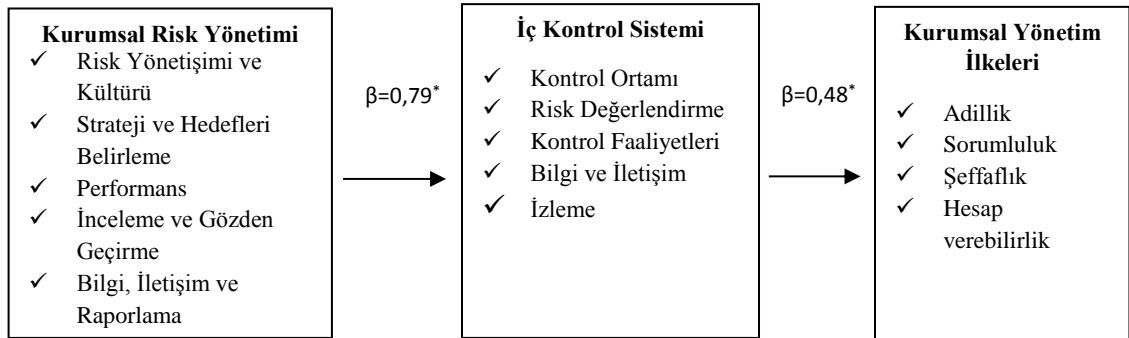 Kurumsal Risk Yönetimi
✓ Risk Yönetişimi ve
Kültürü
✓ Strateji ve Hedefleri
Belirleme
✓ Performans
✓ İnceleme ve Gözden
Geçirme
✓ Bilgi, İletişim ve
Raporlama
β=0,79*
İç Kontrol Sistemi
✓ Kontrol Ortamı
✓ Risk Değerlendirme
✓ Kontrol Faaliyetleri
✓ Bilgi ve İletişim
✓ İzleme
β=0,48*
Kurumsal Yönetim
İlkeleri
✓ Adillik
✓ Sorumluluk
✓ Şeffaflık
✓ Hesap
verebilirlik